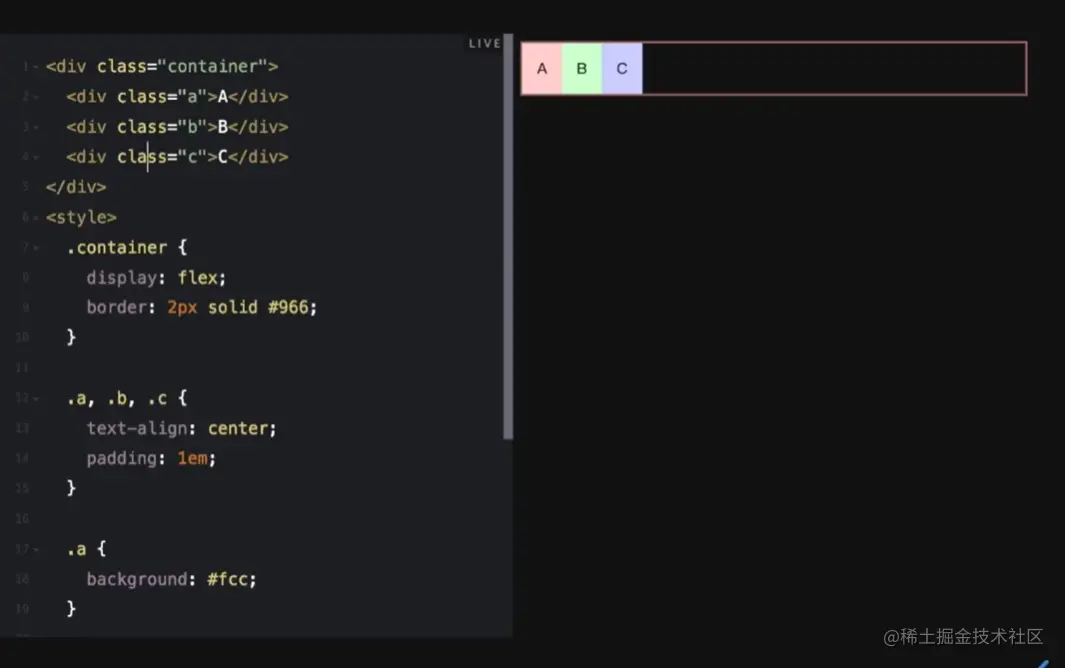 LIVE
1 <div class="container">
2 <div class="a">A</div>
3 <div class="b">B</div>
4 <div class="c">C</div>
5 </div>
6 <style>
7 .container {
8 display: flex;
9 border: 2px solid #966;
10 }
11
12 .a, .b, .c {
13 text-align: center;
14 padding: 1em;
15 }
16
17 .a {
18 background: #fcc;
19 }
A B C
@稀土掘金技术社区